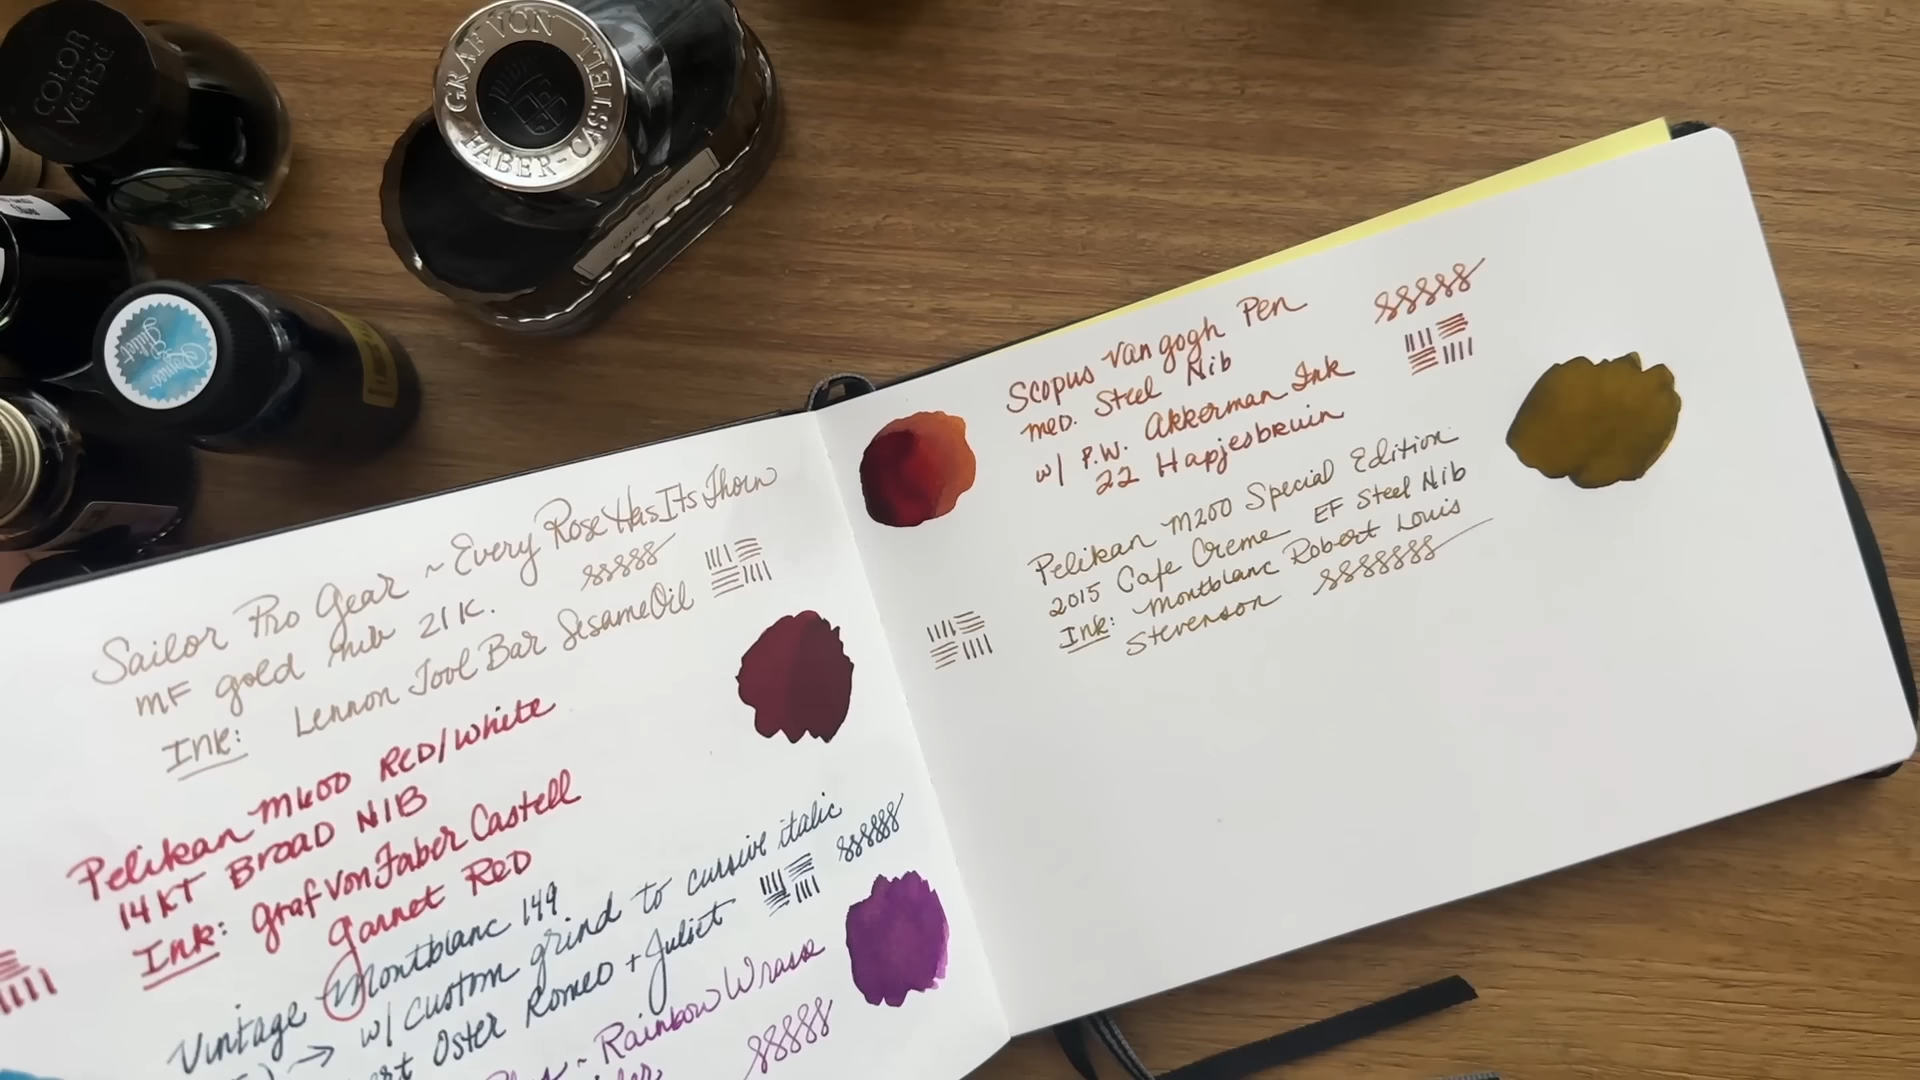 COLOR
VERSE
GRAF VON
FABER-CASTELL
Romeo
&
Juliet
Sailor Pro Gear ~ Every Rose Has Its Thorn
MF gold nib 21K.
Ink: Lennon Tool Bar Sesame Oil
Pelikan M600 RED/white
14KT BROAD NIB
Ink: Graf Von Faber Castell
Garnet RED
Vintage Montblanc 149
→ w/ custom grind to cursive italic
Oster Romeo + Juliet
~ Rainbow Wrasse
Scopus Van gogh Pen
MED. Steel Nib
w/ P.W. Akkerman Ink
22 Hapjesbruin
Pelikan M200 Special Edition
2015 Cafe Creme EF Steel Nib
Ink: Montblanc Robert Louis
Stevenson